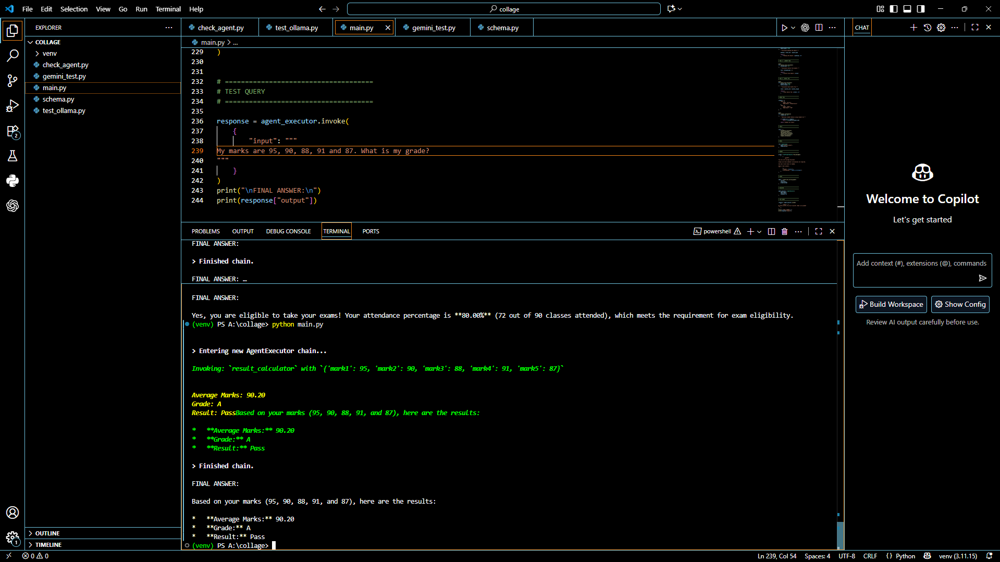 File Edit Selection View Go Run Terminal Help
collage
EXPLORER
COLLAGE
venv
check_agent.py
gemini_test.py
main.py
schema.py
test_ollama.py
OUTLINE
TIMELINE
2
1
check_agent.py test_ollama.py main.py gemini_test.py schema.py
main.py > ...
229 )
230
231
232 # =====================================
233 # TEST QUERY
234 # =====================================
235
236 response = agent_executor.invoke(
237 {
238 "input": """
239 My marks are 95, 90, 88, 91 and 87. What is my grade?
240 """
241 }
242 )
243 print("\nFINAL ANSWER:\n")
244 print(response["output"])
PROBLEMS OUTPUT DEBUG CONSOLE TERMINAL PORTS
powershell
FINAL ANSWER:
> Finished chain.
FINAL ANSWER: …
FINAL ANSWER:
Yes, you are eligible to take your exams! Your attendance percentage is **80.00%** (72 out of 90 classes attended), which meets the requirement for exam eligibility.
(venv) PS A:\collage> python main.py
> Entering new AgentExecutor chain...
Invoking: `result_calculator` with `{'mark1': 95, 'mark2': 90, 'mark3': 88, 'mark4': 91, 'mark5': 87}`
Average Marks: 90.20
Grade: A
Result: PassBased on your marks (95, 90, 88, 91, and 87), here are the results:
* **Average Marks:** 90.20
* **Grade:** A
* **Result:** Pass
> Finished chain.
FINAL ANSWER:
Based on your marks (95, 90, 88, 91, and 87), here are the results:
* **Average Marks:** 90.20
* **Grade:** A
* **Result:** Pass
(venv) PS A:\collage>
CHAT
Welcome to Copilot
Let's get started
Add context (#), extensions (@), commands
Build Workspace Show Config
Review AI output carefully before use.
0 0
Ln 239, Col 54 Spaces: 4 UTF-8 CRLF {} Python venv (3.11.15)